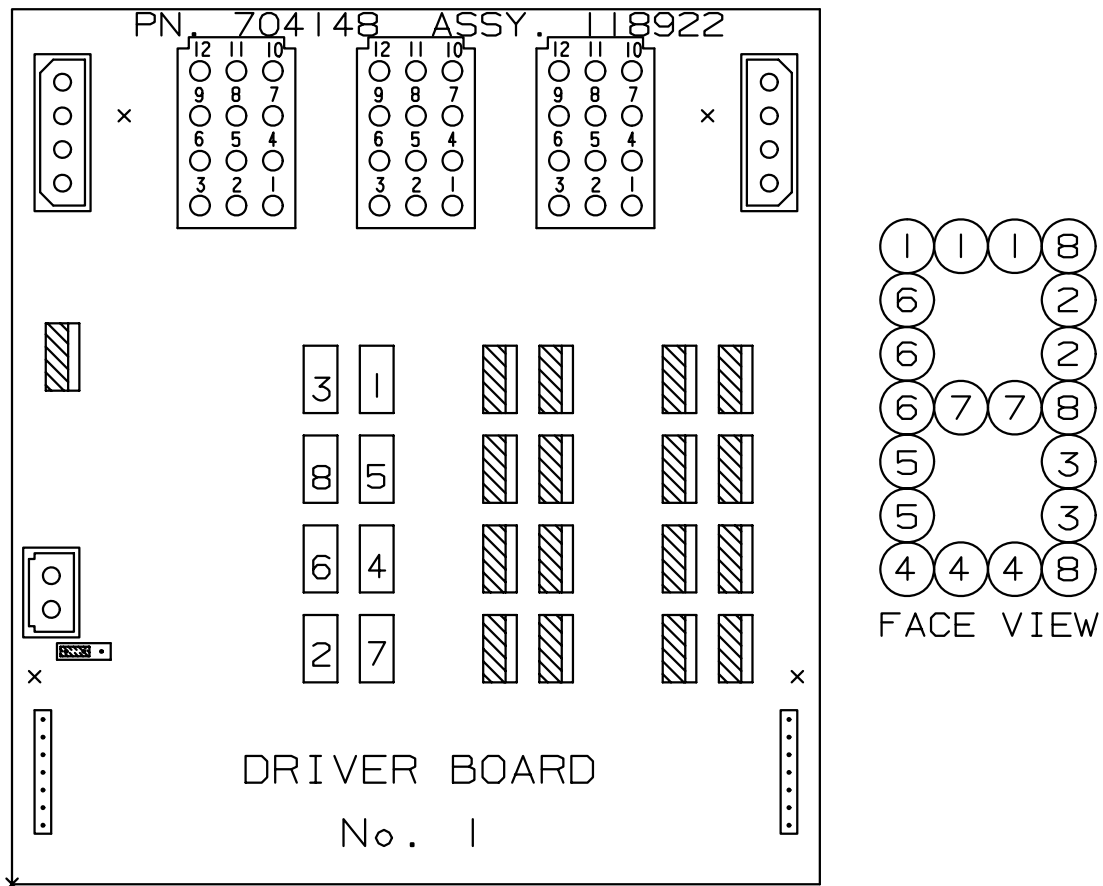 PN. 704148 ASSY. 118922
12 11 10 12 11 10 12 11 10
9 8 7 9 8 7 9 8 7
6 5 4 6 5 4 6 5 4
3 2 1 3 2 1 3 2 1
3 1
8 5
6 4
2 7
DRIVER BOARD
No. 1
1 1 1 8
6 2
6 2
6 7 7 8
5 3
5 3
4 4 4 8
FACE VIEW